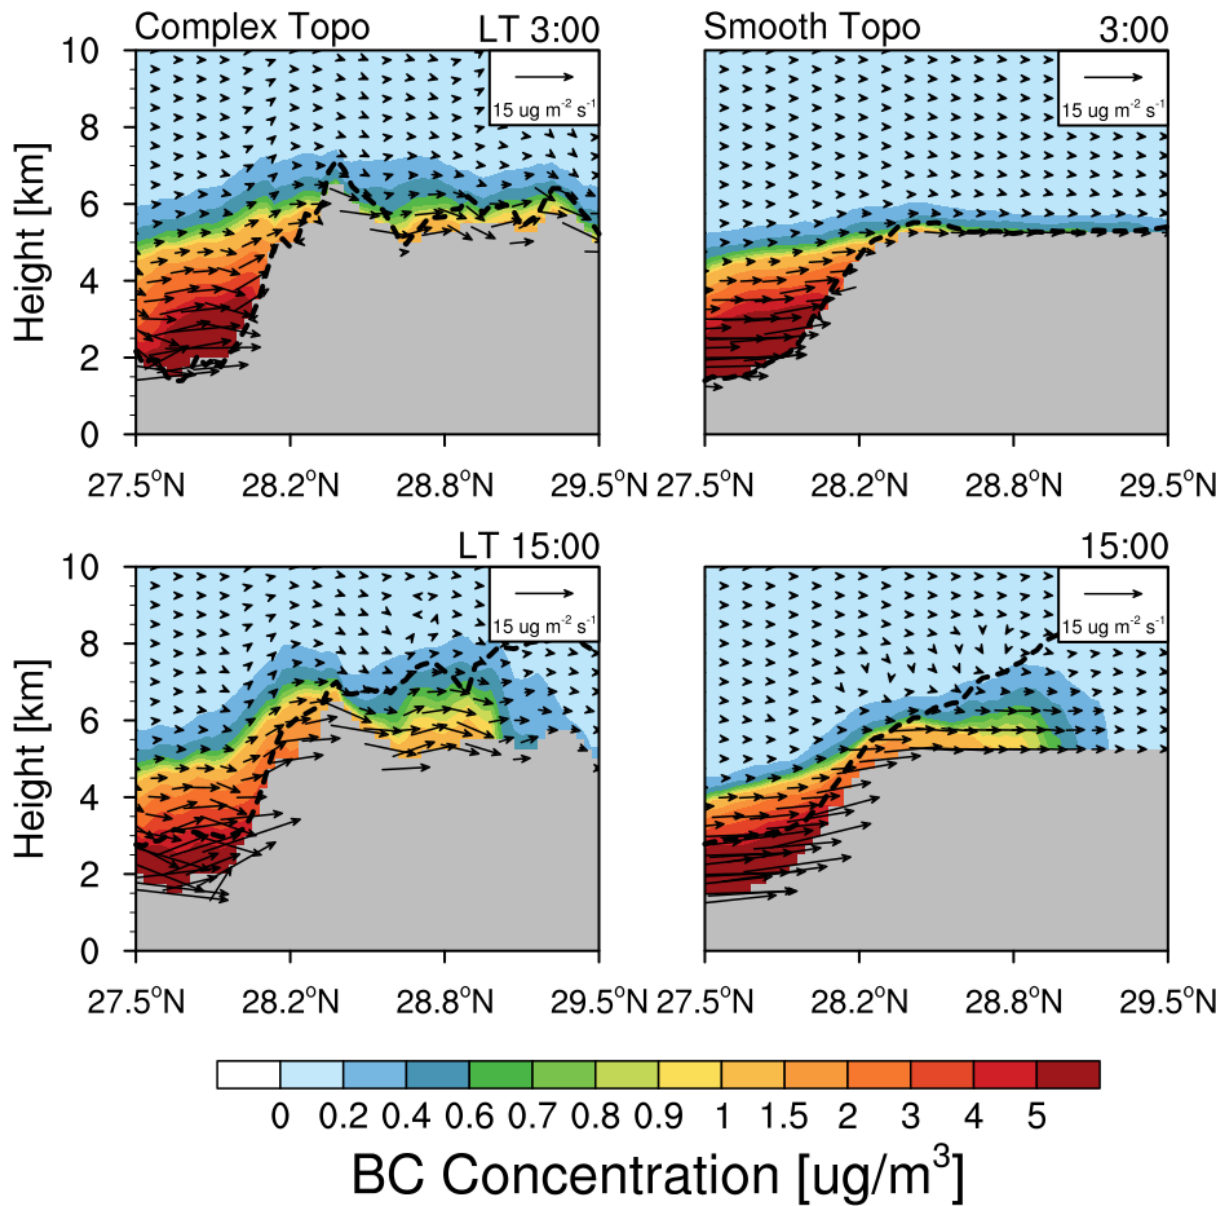 Complex Topo LT 3:00 Smooth Topo 3:00
10
15 ug m⁻² s⁻¹ 15 ug m⁻² s⁻¹
8
6
4
2
0
Height [km]
27.5°N 28.2°N 28.8°N 29.5°N 27.5°N 28.2°N 28.8°N 29.5°N
LT 15:00 15:00
10
15 ug m⁻² s⁻¹ 15 ug m⁻² s⁻¹
8
6
4
2
0
Height [km]
27.5°N 28.2°N 28.8°N 29.5°N 27.5°N 28.2°N 28.8°N 29.5°N
0 0.2 0.4 0.6 0.7 0.8 0.9 1 1.5 2 3 4 5
BC Concentration [ug/m³]